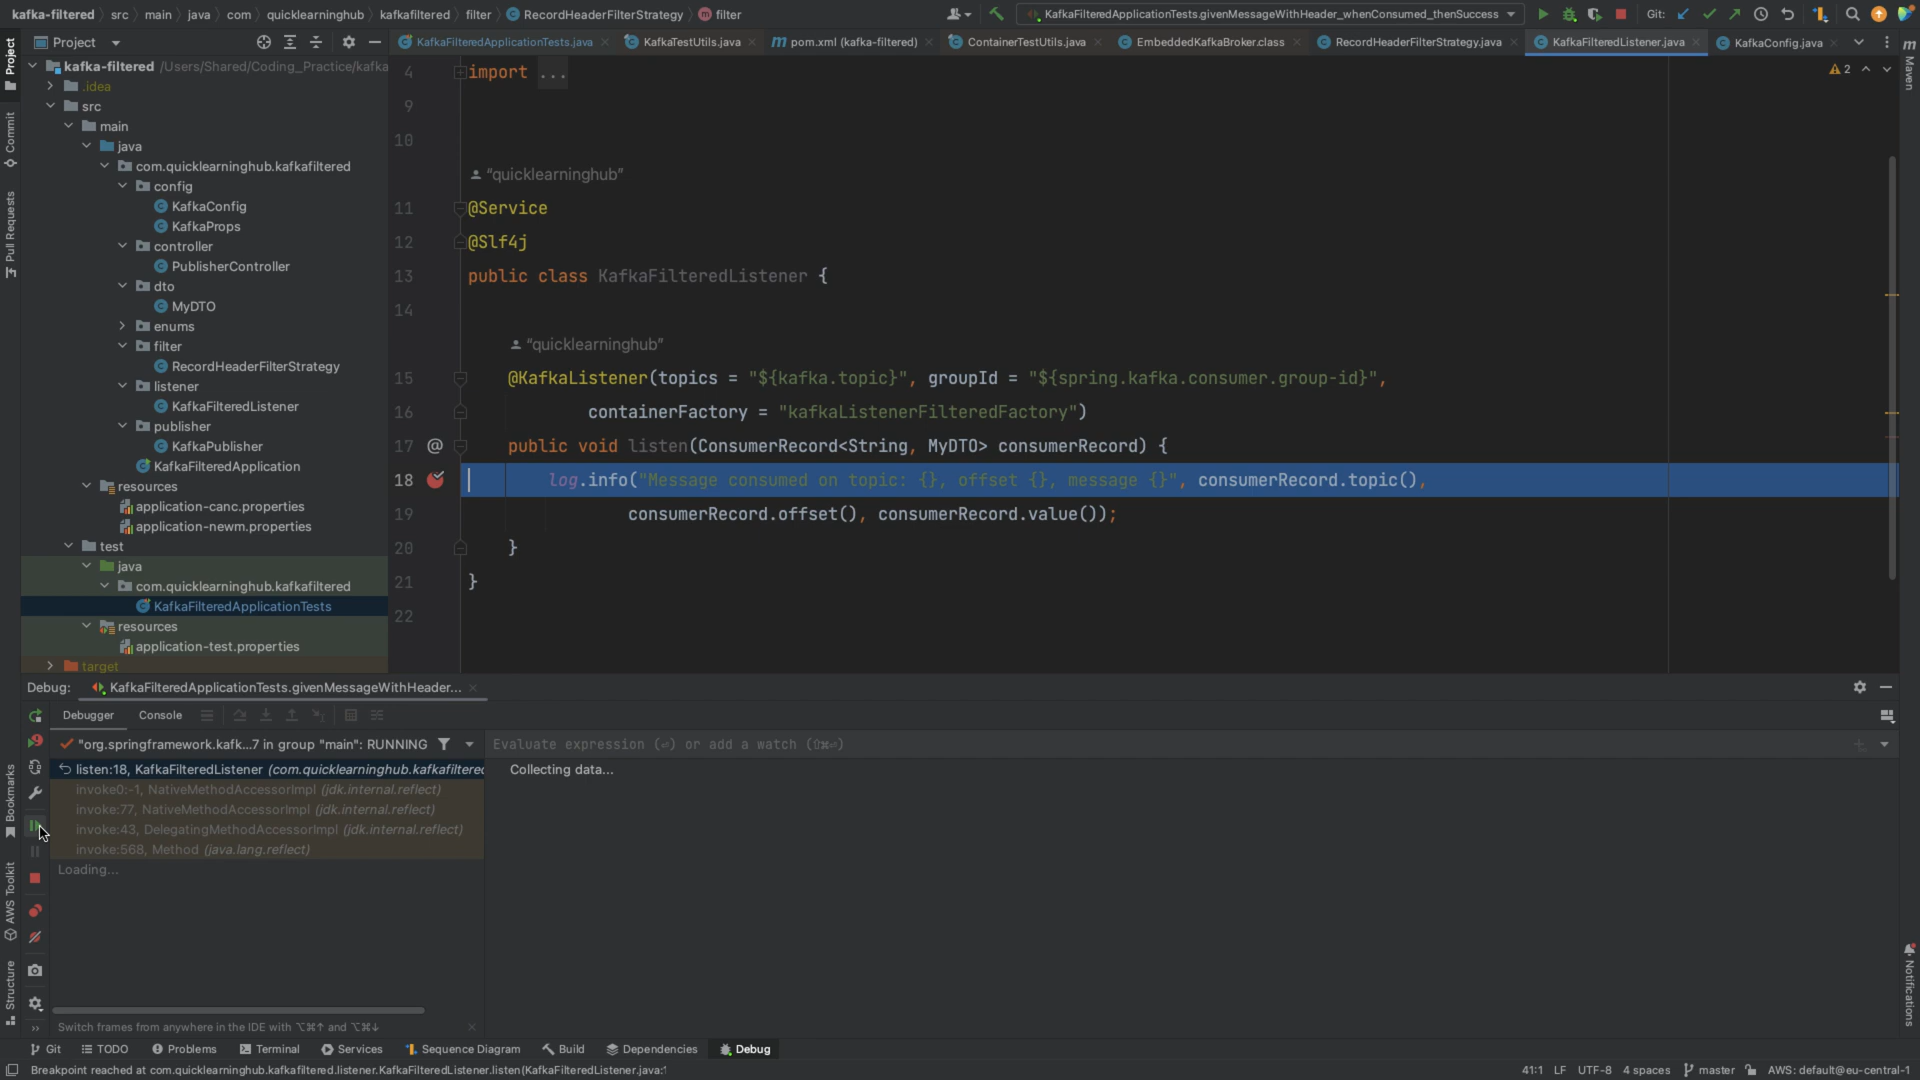 kafka-filtered src main java com quicklearninghub kafkafiltered filter RecordHeaderFilterStrategy filter
KafkaFilteredApplicationTests.givenMessageWithHeader_whenConsumed_thenSuccess
Git:
Project
KafkaFilteredApplicationTests.java
KafkaTestUtils.java
pom.xml (kafka-filtered)
ContainerTestUtils.java
EmbeddedKafkaBroker.class
RecordHeaderFilterStrategy.java
KafkaFilteredListener.java
KafkaConfig.java
Project
Commit
Pull Requests
Bookmarks
AWS Toolkit
Structure
Maven
Notifications
kafka-filtered /Users/Shared/Coding_Practice/kafka
.idea
src
main
java
com.quicklearninghub.kafkafiltered
config
KafkaConfig
KafkaProps
controller
PublisherController
dto
MyDTO
enums
filter
RecordHeaderFilterStrategy
listener
KafkaFilteredListener
publisher
KafkaPublisher
KafkaFilteredApplication
resources
application-canc.properties
application-newm.properties
test
java
com.quicklearninghub.kafkafiltered
KafkaFilteredApplicationTests
resources
application-test.properties
target
2
4 import ...
9
10
"quicklearninghub"
11 @Service
12 @Slf4j
13 public class KafkaFilteredListener {
14
"quicklearninghub"
15 @KafkaListener(topics = "${kafka.topic}", groupId = "${spring.kafka.consumer.group-id}",
16 containerFactory = "kafkaListenerFilteredFactory")
17 @ public void listen(ConsumerRecord<String, MyDTO> consumerRecord) {
18 log.info("Message consumed on topic: {}, offset {}, message {}", consumerRecord.topic(),
19 consumerRecord.offset(), consumerRecord.value());
20 }
21 }
22
Debug: KafkaFilteredApplicationTests.givenMessageWithHeader...
Debugger Console
"org.springframework.kafk...7 in group "main": RUNNING
Evaluate expression (⏎) or add a watch (⇧⌘⏎)
listen:18, KafkaFilteredListener (com.quicklearninghub.kafkafiltered
Collecting data...
invoke0:-1, NativeMethodAccessorImpl (jdk.internal.reflect)
invoke:77, NativeMethodAccessorImpl (jdk.internal.reflect)
invoke:43, DelegatingMethodAccessorImpl (jdk.internal.reflect)
invoke:568, Method (java.lang.reflect)
Loading...
Switch frames from anywhere in the IDE with ⌥⌘↑ and ⌥⌘↓
Git TODO Problems Terminal Services Sequence Diagram Build Dependencies Debug
Breakpoint reached at com.quicklearninghub.kafkafiltered.listener.KafkaFilteredListener.listen(KafkaFilteredListener.java:1
41:1 LF UTF-8 4 spaces master AWS: default@eu-central-1